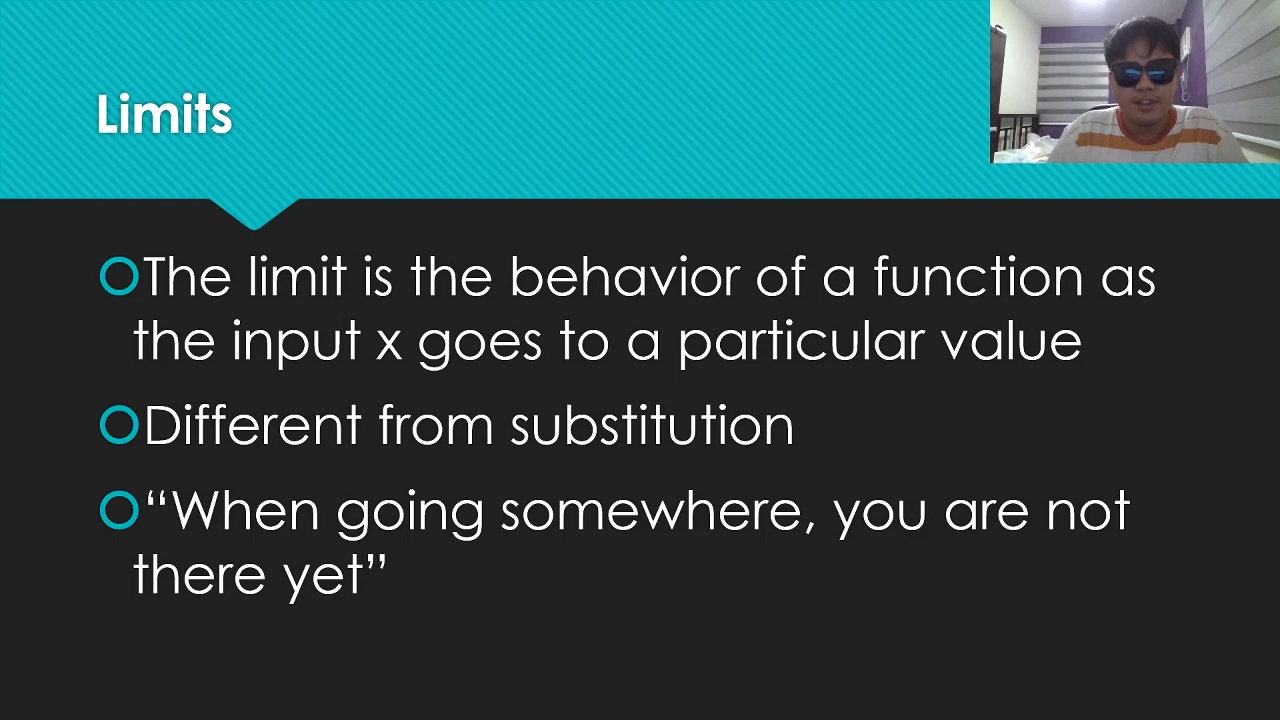 Limits
The limit is the behavior of a function as
the input x goes to a particular value
Different from substitution
“When going somewhere, you are not
there yet”